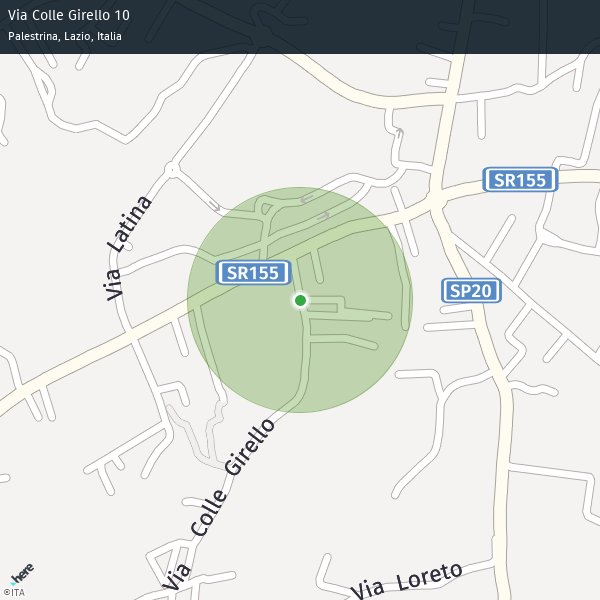 Via Colle Girello 10
Palestrina, Lazio, Italia
SR155
Via Latina
SR155
SP20
Via Colle Girello
Via Loreto
here
©ITA